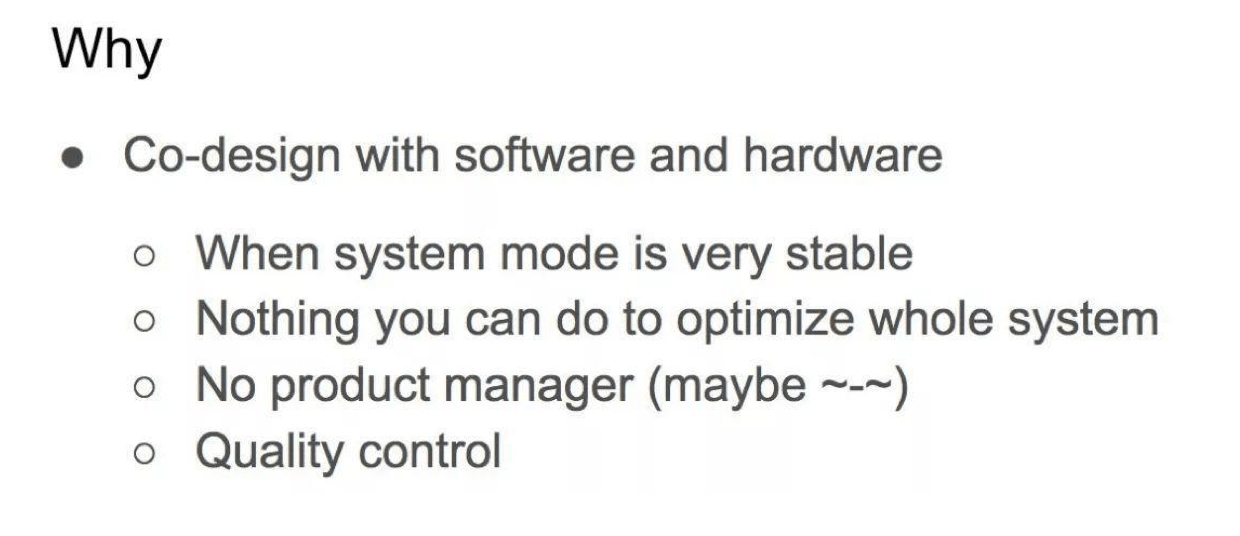 Why
● Co-design with software and hardware
○ When system mode is very stable
○ Nothing you can do to optimize whole system
○ No product manager (maybe ~-~)
○ Quality control